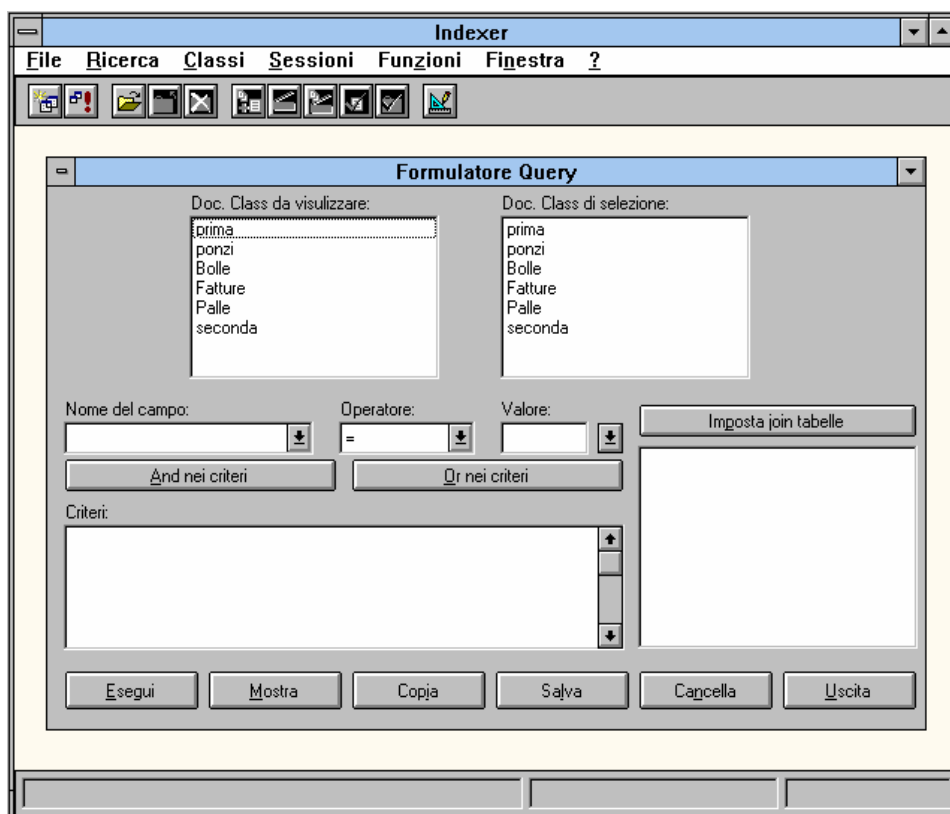 Indexer
File Ricerca Classi Sessioni Funzioni Finestra ?
Formulatore Query
Doc. Class da visulizzare: Doc. Class di selezione:
prima prima
ponzi ponzi
Bolle Bolle
Fatture Fatture
Palle Palle
seconda seconda
Nome del campo: Operatore: Valore:
= Imposta join tabelle
And nei criteri Or nei criteri
Criteri:
Esegui Mostra Copia Salva Cancella Uscita